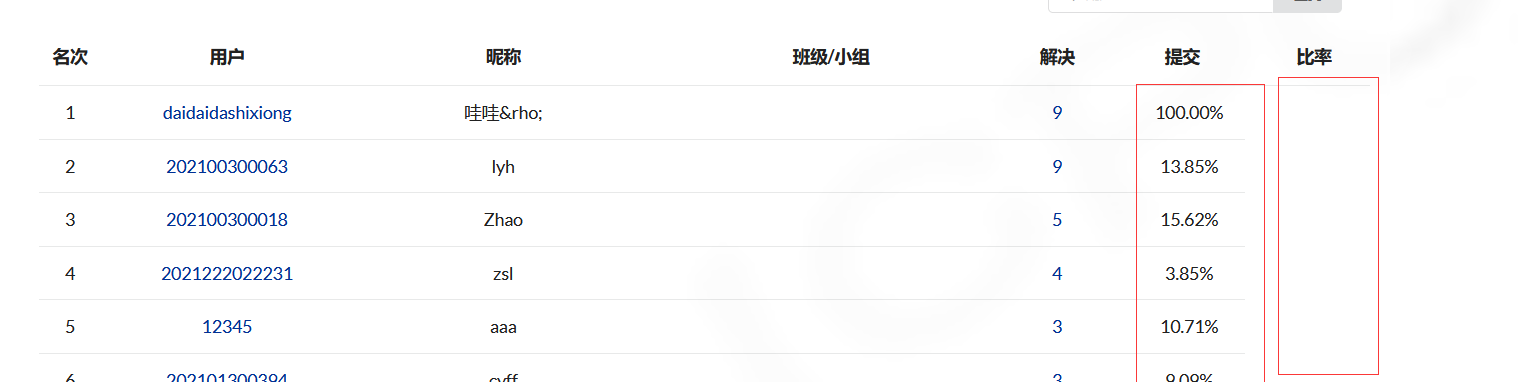 名次 用户 昵称 班级/小组 解决 提交 比率
1 daidaidashixiong 哇哇&rho; 9 100.00%
2 202100300063 lyh 9 13.85%
3 202100300018 Zhao 5 15.62%
4 2021222022231 zsl 4 3.85%
5 12345 aaa 3 10.71%
6 202101300394 cyff 3 9.09%